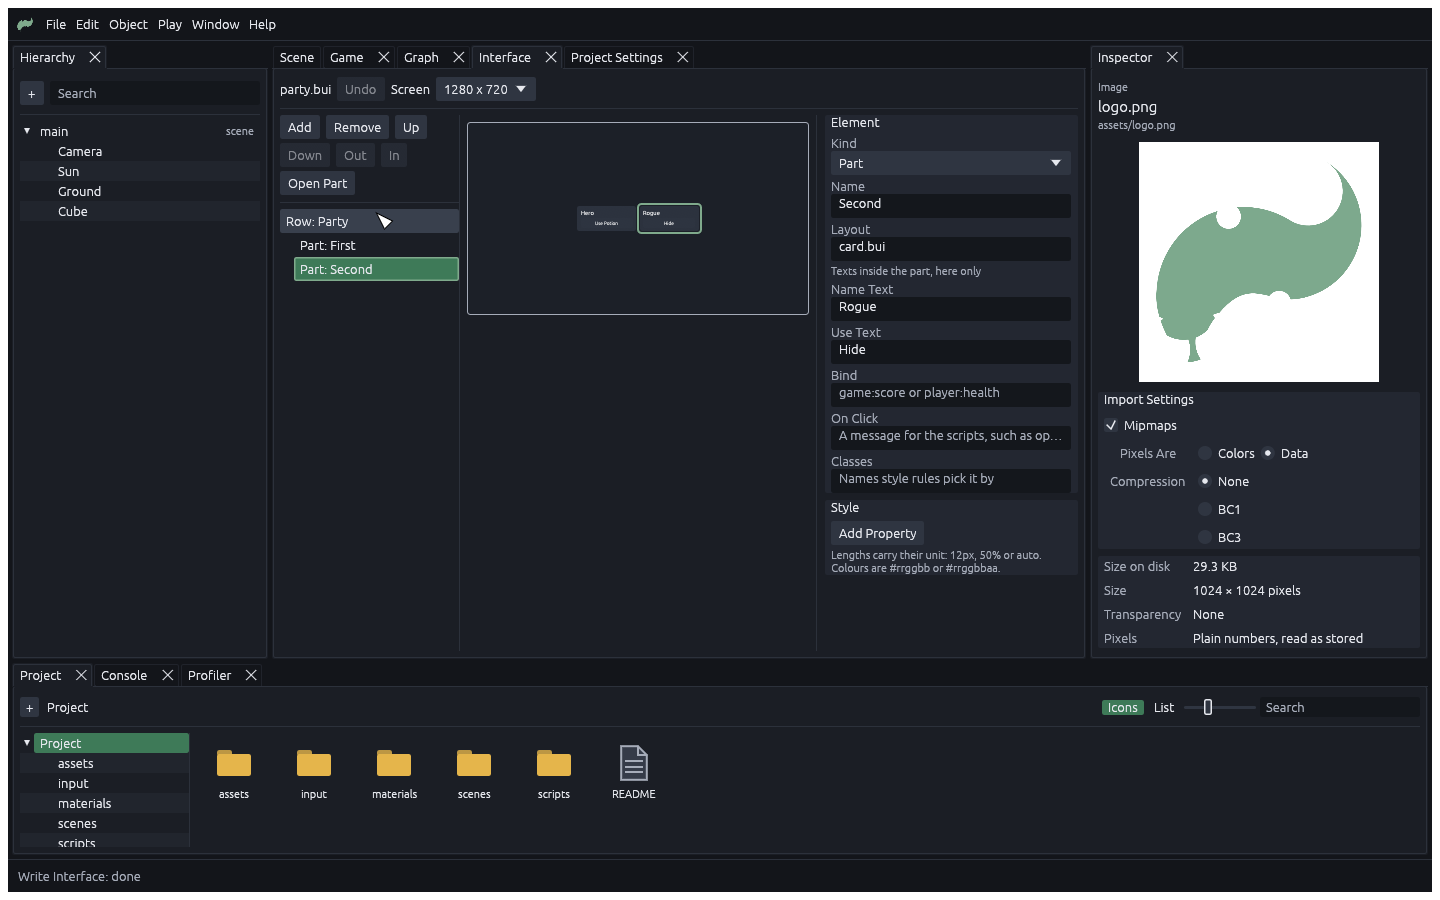 File Edit Object Play Window Help
Hierarchy
+ Search
main scene
Camera
Sun
Ground
Cube
Scene Game Graph Interface Project Settings
party.bui Undo Screen 1280 x 720
Add Remove Up
Down Out In
Open Part
Row: Party
Part: First
Part: Second
Hero
Use Potion
Rogue
Hide
Element
Kind
Part
Name
Second
Layout
card.bui
Texts inside the part, here only
Name Text
Rogue
Use Text
Hide
Bind
game:score or player:health
On Click
A message for the scripts, such as op...
Classes
Names style rules pick it by
Style
Add Property
Lengths carry their unit: 12px, 50% or auto.
Colours are #rrggbb or #rrggbbaa.
Inspector
Image
logo.png
assets/logo.png
Import Settings
Mipmaps
Pixels Are Colors Data
Compression None
BC1
BC3
Size on disk 29.3 KB
Size 1024 × 1024 pixels
Transparency None
Pixels Plain numbers, read as stored
Project Console Profiler
+ Project
Icons List Search
Project
assets
input
materials
scenes
scripts
assets input materials scenes scripts README
Write Interface: done